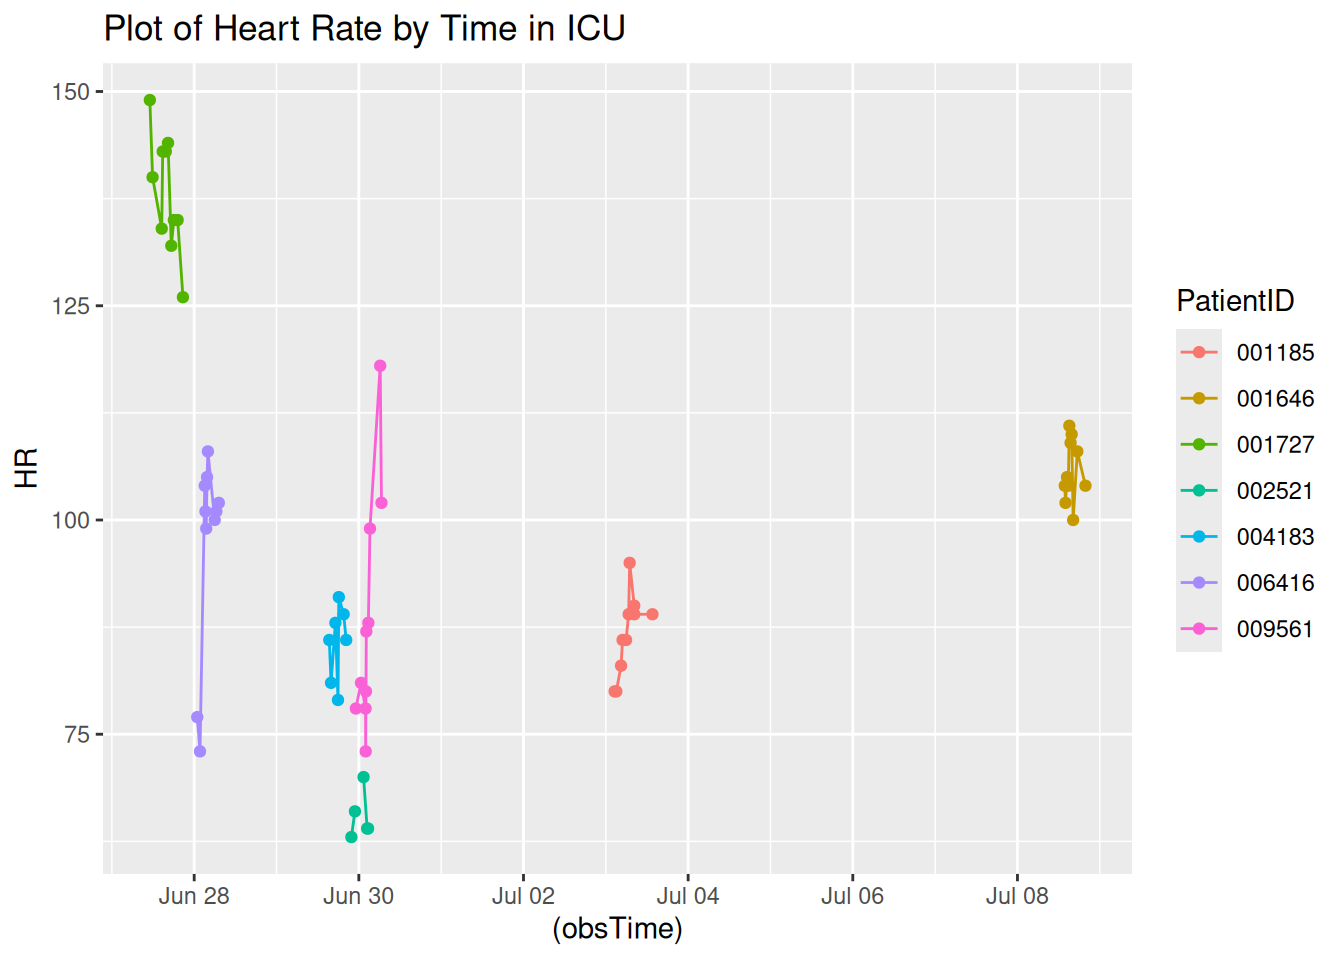 Plot of Heart Rate by Time in ICU
150
125
100
75
HR
Jun 28
Jun 30
Jul 02
Jul 04
Jul 06
Jul 08
(obsTime)
PatientID
001185
001646
001727
002521
004183
006416
009561